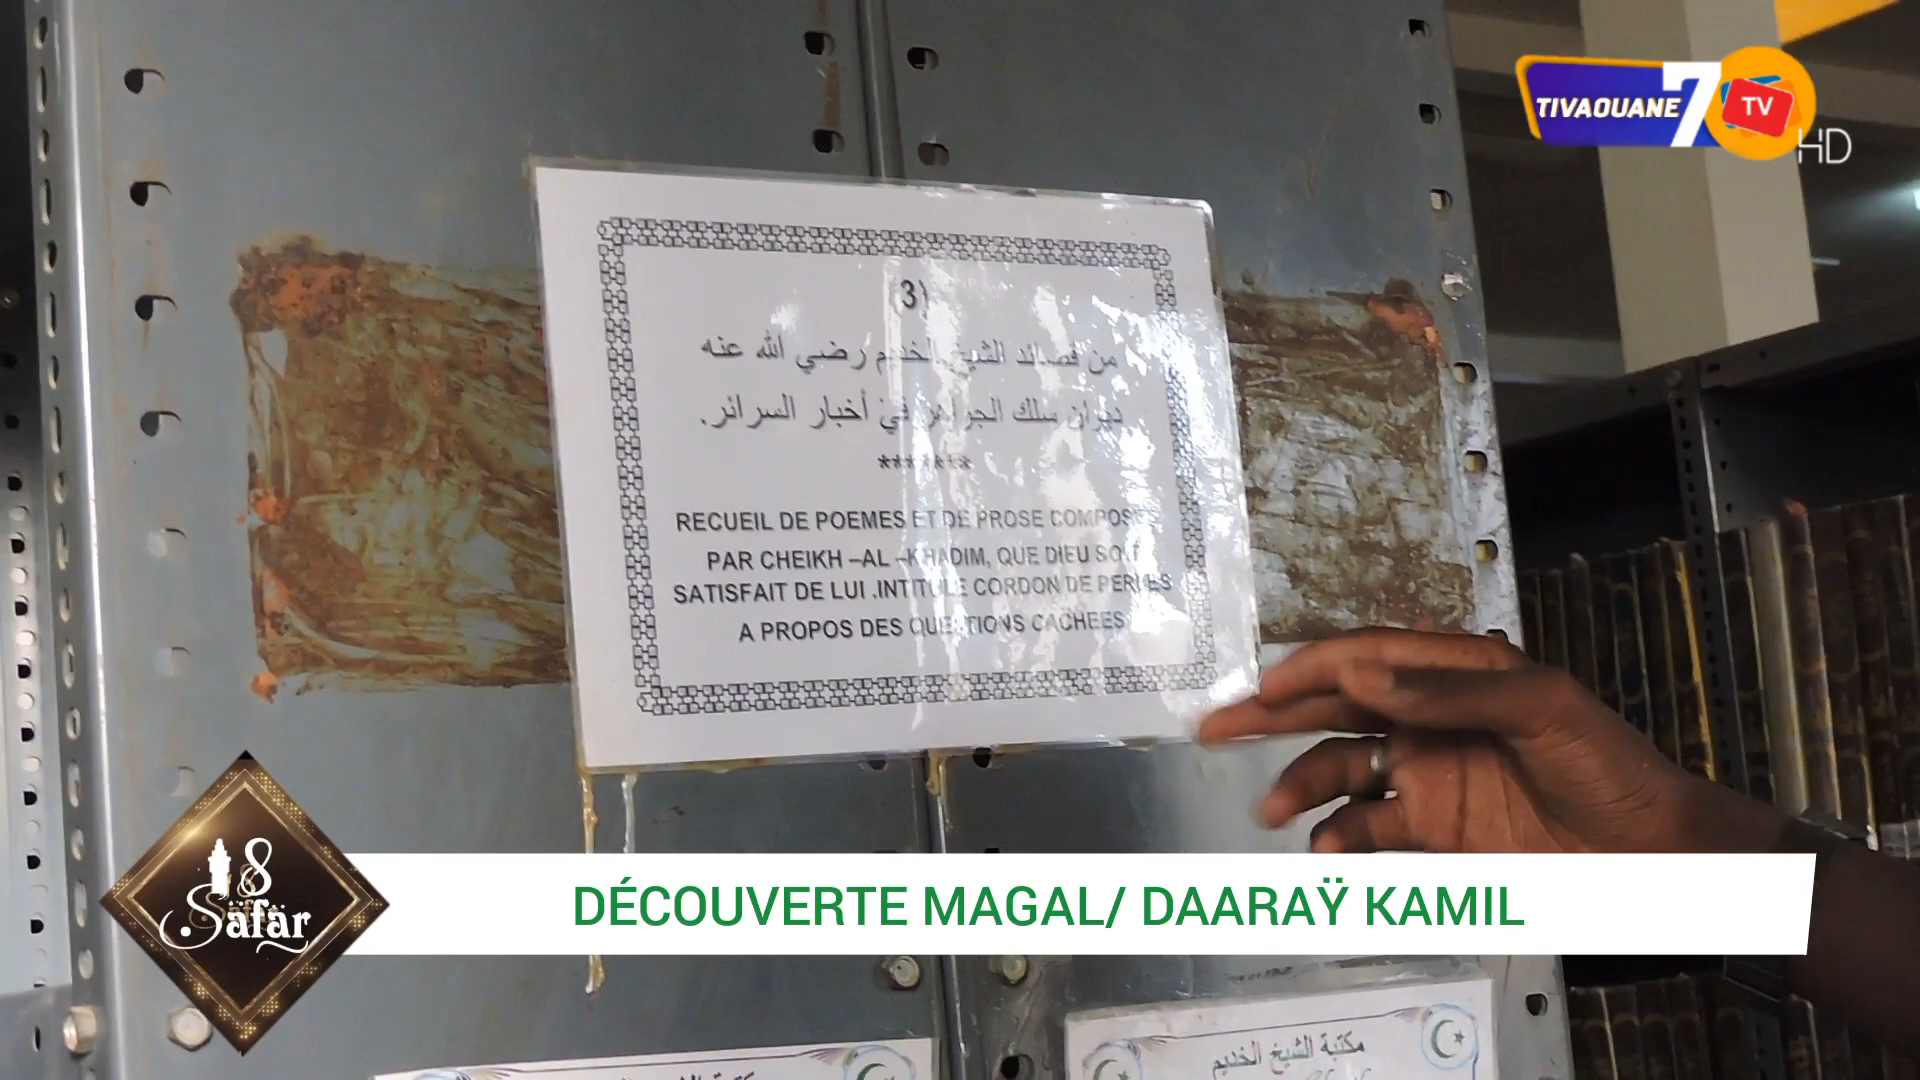 TIVAOUANE 7 TV
HD
3)
من قصائد الشيخ الخديم رضي الله عنه
ديوان سلك الجواهر في أخبار السرائر.
*******
RECUEIL DE POEMES ET DE PROSE COMPOSE
PAR CHEIKH –AL –KHADIM, QUE DIEU SOIT
SATISFAIT DE LUI .INTITULE CORDON DE PERLES
A PROPOS DES QUESTIONS CACHEES
18 Safar
DÉCOUVERTE MAGAL/ DAARAŸ KAMIL
مكتبة الشيخ الخديم